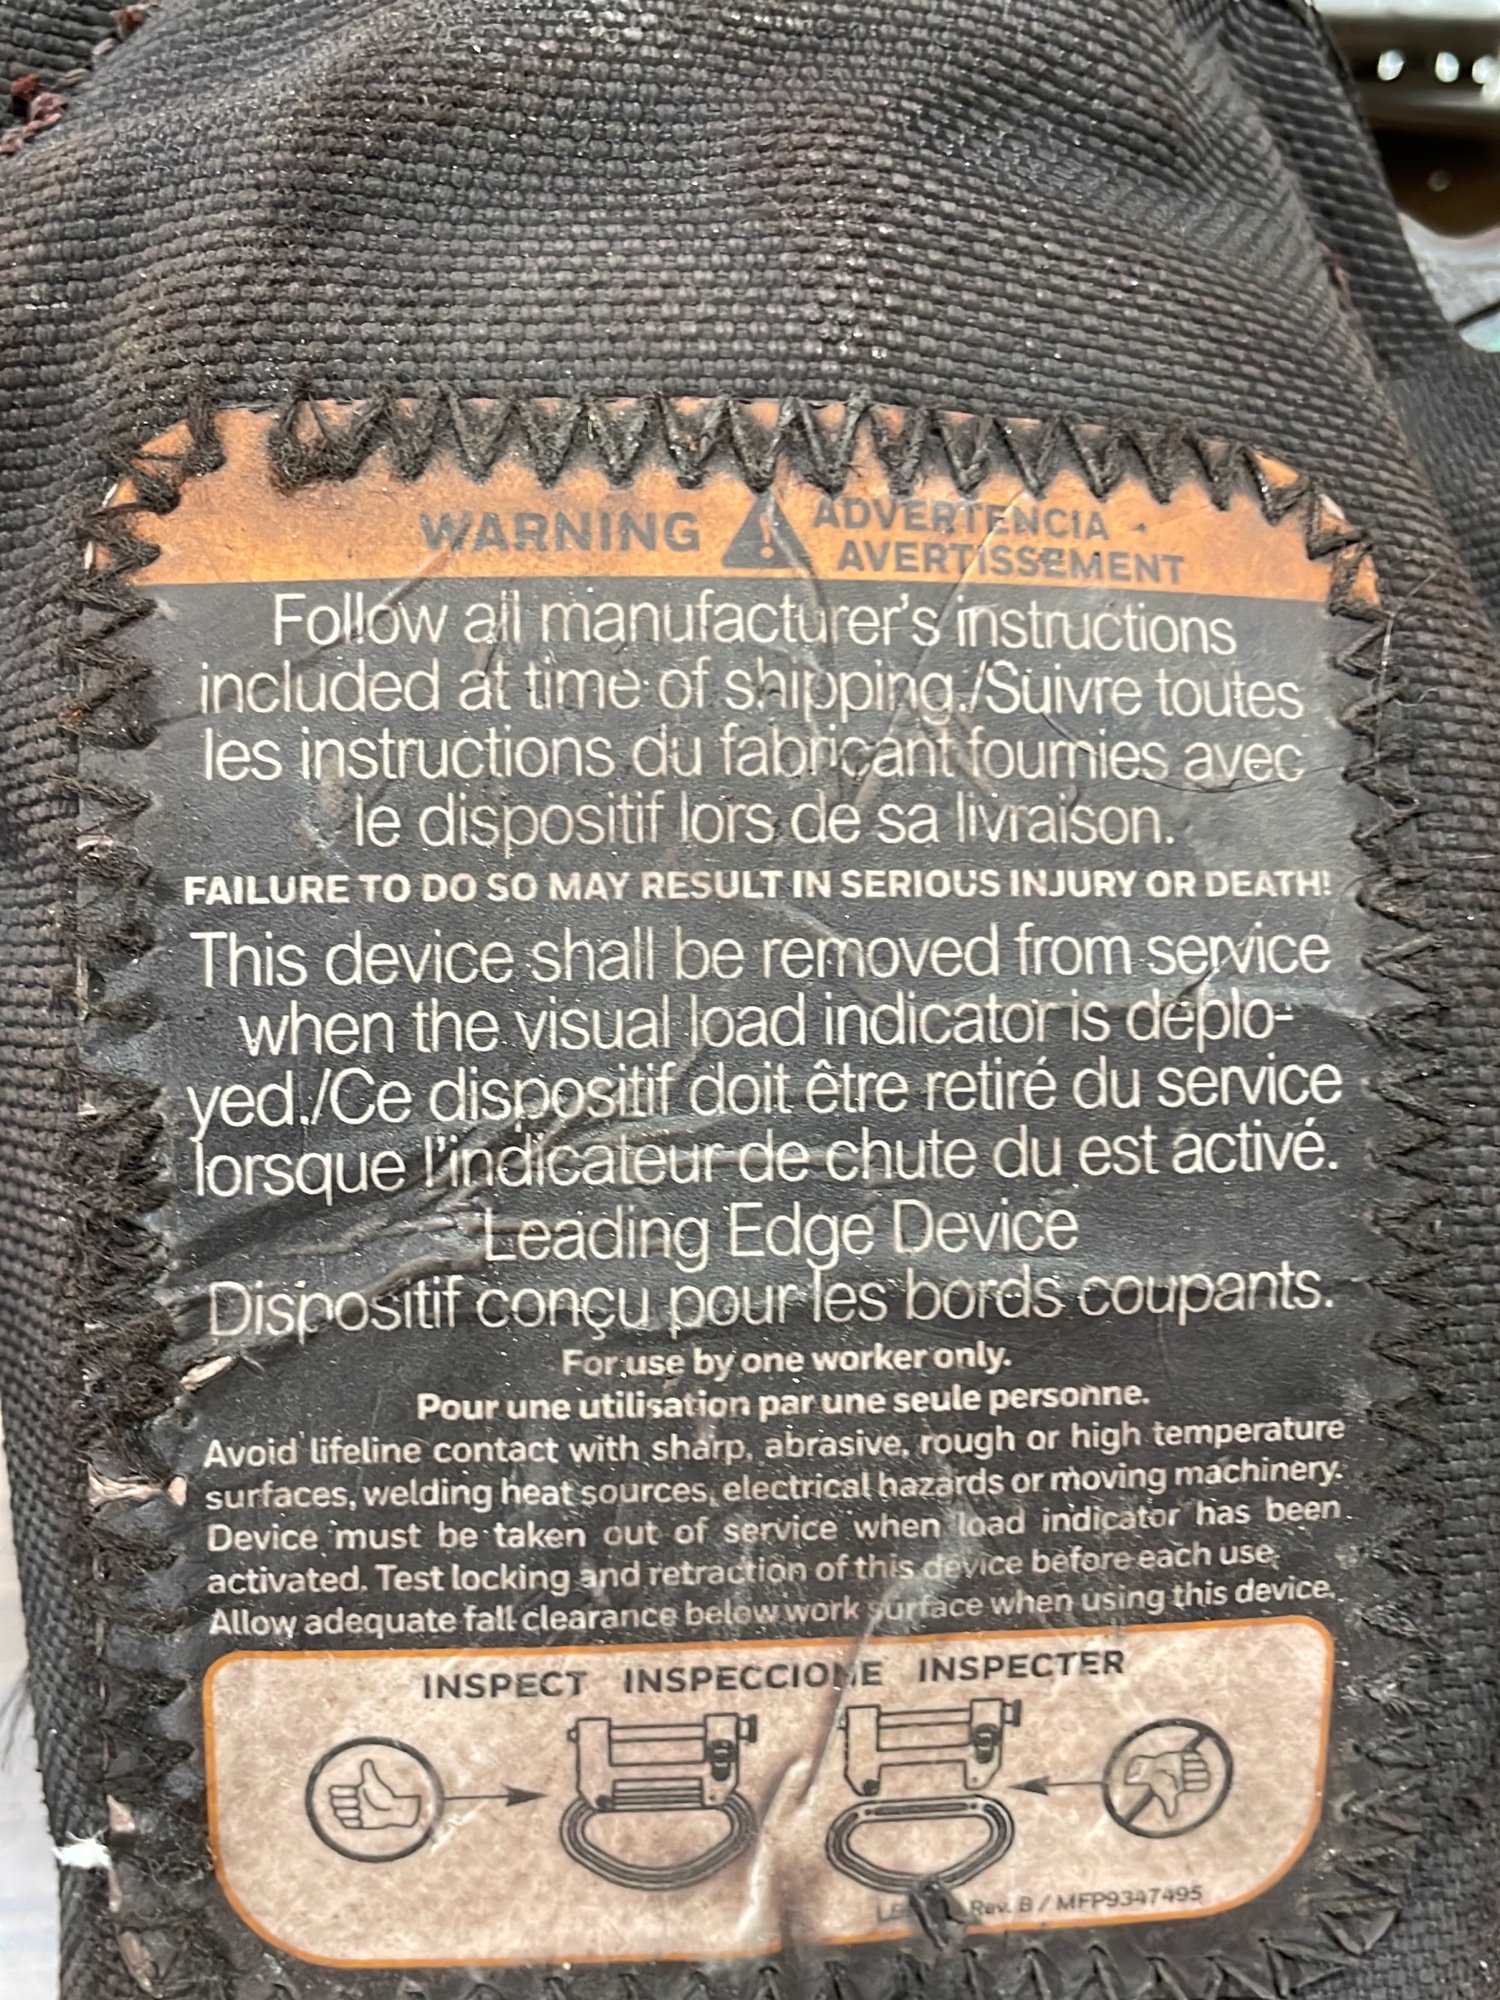 WARNING
ADVERTENCIA
AVERTISSEMENT
Follow all manufacturer's instructions
included at time of shipping./Suivre toutes
les instructions du fabricant fournies avec
le dispositif lors de sa livraison.
FAILURE TO DO SO MAY RESULT IN SERIOUS INJURY OR DEATH!
This device shall be removed from service
when the visual load indicator is deplo-
yed./Ce dispositif doit être retiré du service
lorsque l'indicateur de chute du est activé.
Leading Edge Device
Dispositif conçu pour les bords coupants.
For use by one worker only.
Pour une utilisation par une seule personne.
Avoid lifeline contact with sharp, abrasive, rough or high temperature
surfaces, welding heat sources, electrical hazards or moving machinery.
Device must be taken out of service when load indicator has been
activated. Test locking and retraction of this device before each use.
Allow adequate fall clearance below work surface when using this device.
INSPECT INSPECCIONE INSPECTER
Rev. B / MFP9347495